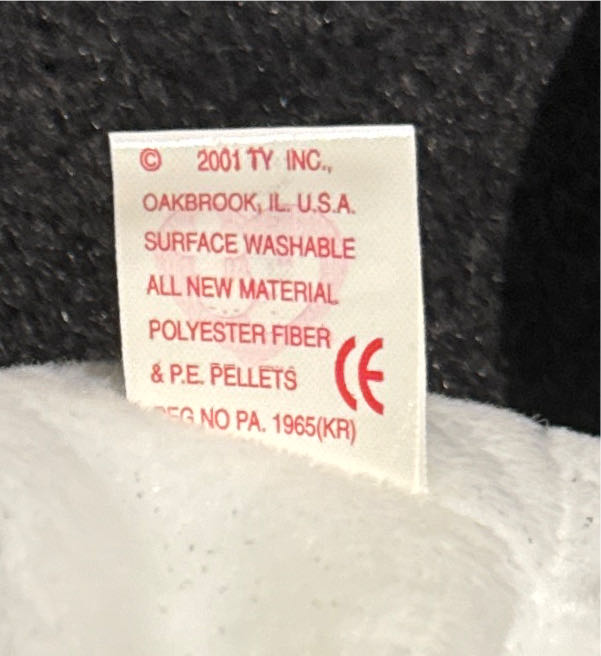 © 2001 TY INC.,
OAKBROOK, IL. U.S.A.
SURFACE WASHABLE
ALL NEW MATERIAL
POLYESTER FIBER
& P.E. PELLETS
CE
NO PA. 1965(KR)